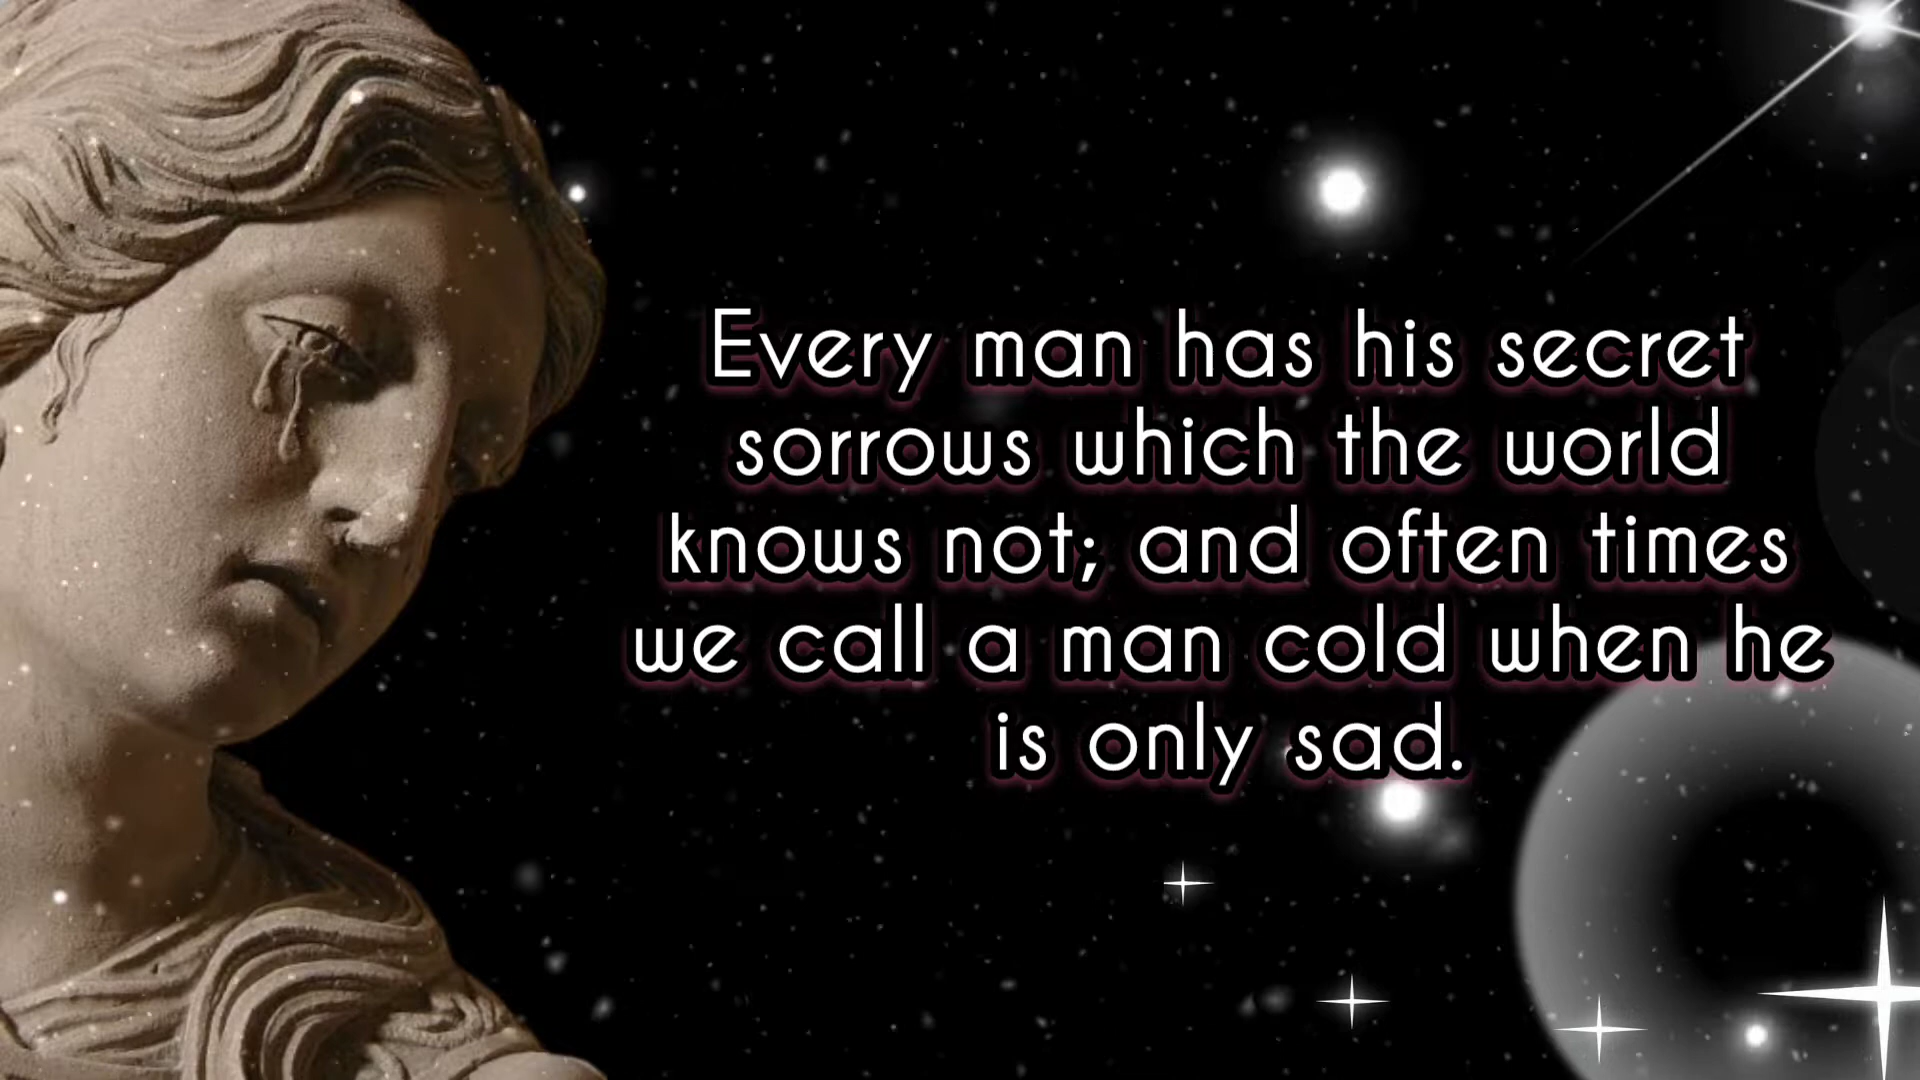 Every man has his secret
sorrows which the world
knows not; and often times
we call a man cold when he
is only sad.